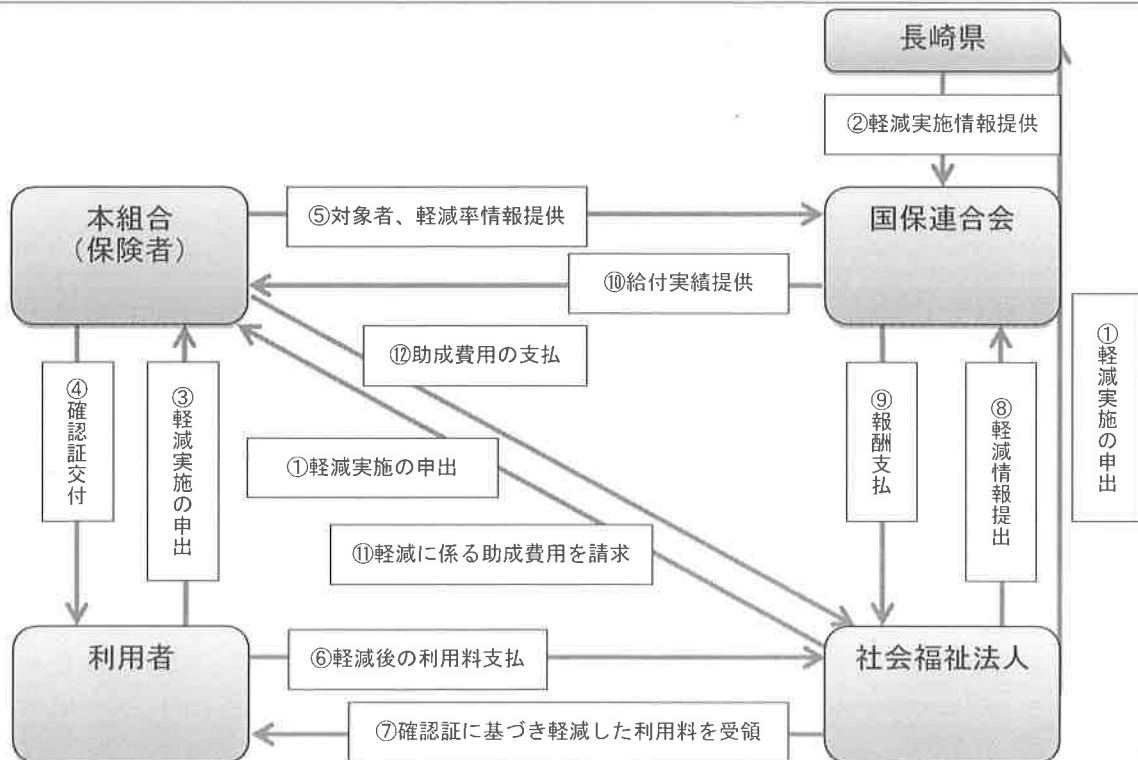 長崎県
②軽減実施情報提供
本組合
（保険者）
⑤対象者、軽減率情報提供
国保連合会
⑩給付実績提供
⑫助成費用の支払
④確認証交付
③軽減実施の申出
①軽減実施の申出
⑨報酬支払
⑧軽減情報提出
①軽減実施の申出
⑪軽減に係る助成費用を請求
利用者
⑥軽減後の利用料支払
社会福祉法人
⑦確認証に基づき軽減した利用料を受領